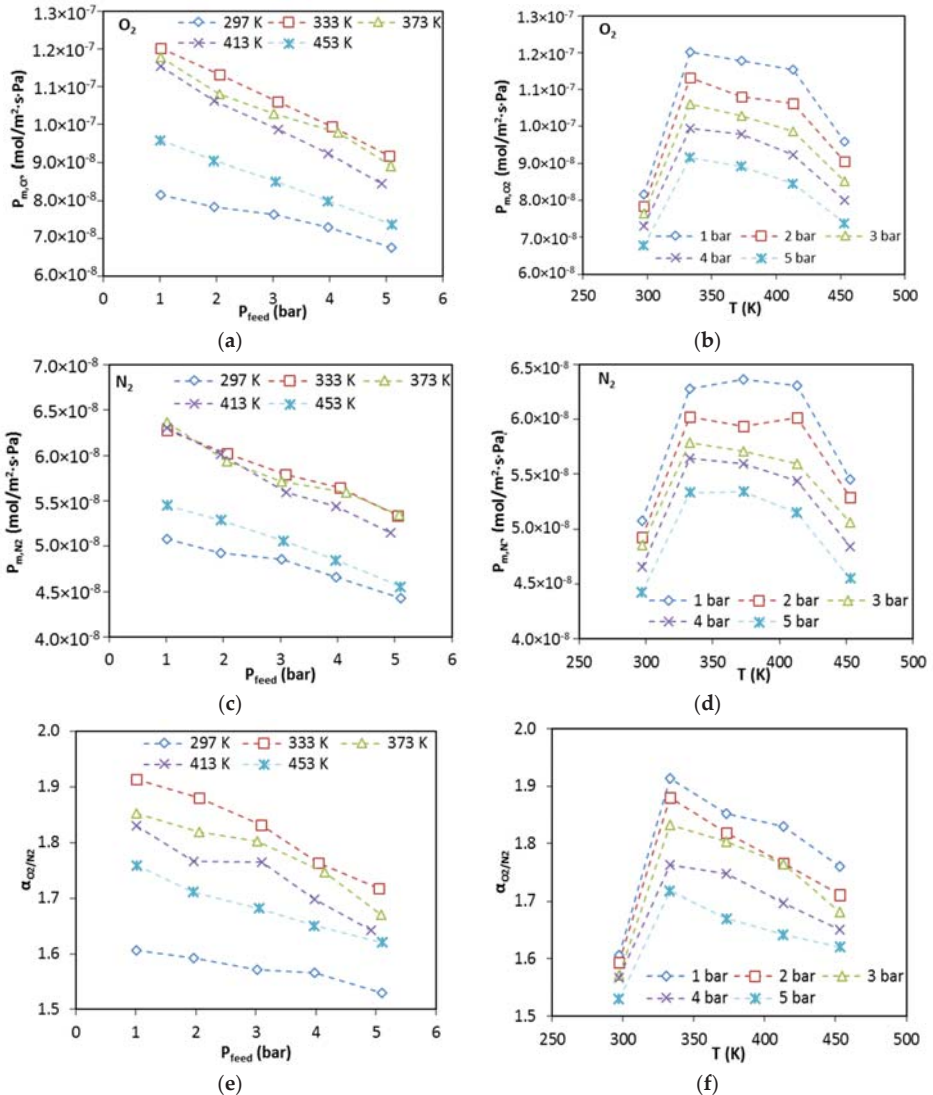 O₂
297 K 333 K 373 K
413 K 453 K
1.3×10⁻⁷
1.2×10⁻⁷
1.1×10⁻⁷
1.0×10⁻⁷
9.0×10⁻⁸
8.0×10⁻⁸
7.0×10⁻⁸
6.0×10⁻⁸
(mol/m²·s·Pa)
0 1 2 3 4 5 6
P_feed (bar)
(a)
O₂
1.3×10⁻⁷
1.2×10⁻⁷
1.1×10⁻⁷
1.0×10⁻⁷
9.0×10⁻⁸
8.0×10⁻⁸
7.0×10⁻⁸
6.0×10⁻⁸
P_m,O2 (mol/m²·s·Pa)
1 bar 2 bar 3 bar
4 bar 5 bar
250 300 350 400 450 500
T (K)
(b)
N₂
297 K 333 K 373 K
413 K 453 K
7.0×10⁻⁸
6.5×10⁻⁸
6.0×10⁻⁸
5.5×10⁻⁸
5.0×10⁻⁸
4.5×10⁻⁸
4.0×10⁻⁸
P_m,N2 (mol/m²·s·Pa)
0 1 2 3 4 5 6
P_feed (bar)
(c)
N₂
6.5×10⁻⁸
6.0×10⁻⁸
5.5×10⁻⁸
5.0×10⁻⁸
4.5×10⁻⁸
4.0×10⁻⁸
(mol/m²·s·Pa)
1 bar 2 bar 3 bar
4 bar 5 bar
250 300 350 400 450 500
T (K)
(d)
297 K 333 K 373 K
413 K 453 K
2.0
1.9
1.8
1.7
1.6
1.5
α_O2/N2
0 1 2 3 4 5 6
P_feed (bar)
(e)
2.0
1.9
1.8
1.7
1.6
1.5
α_O2/N2
1 bar 2 bar 3 bar
4 bar 5 bar
250 300 350 400 450 500
T (K)
(f)